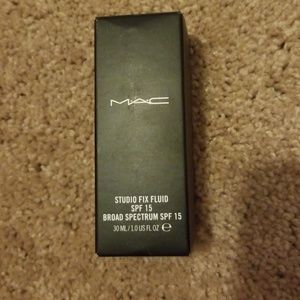 MAC
STUDIO FIX FLUID
SPF 15
BROAD SPECTRUM SPF 15
30 ML / 1.0 US FL OZ ℮